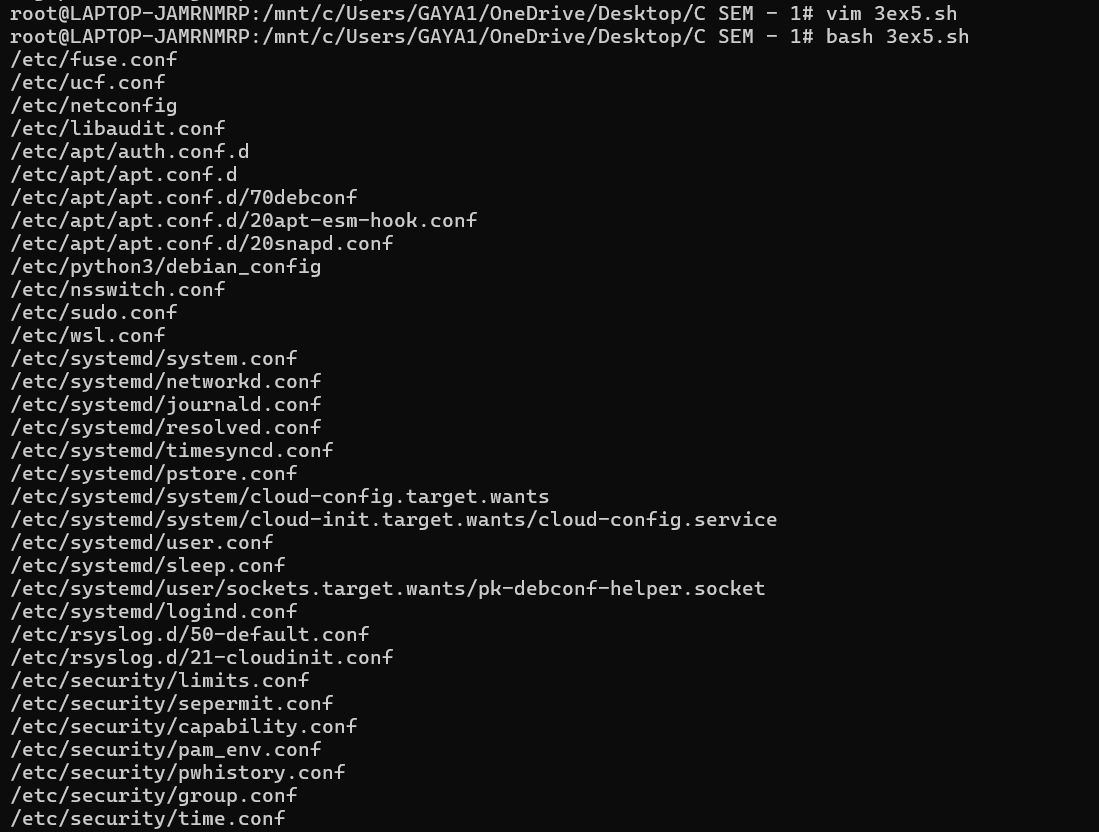 root@LAPTOP-JAMRNMRP:/mnt/c/Users/GAYA1/OneDrive/Desktop/C SEM - 1# vim 3ex5.sh
root@LAPTOP-JAMRNMRP:/mnt/c/Users/GAYA1/OneDrive/Desktop/C SEM - 1# bash 3ex5.sh
/etc/fuse.conf
/etc/ucf.conf
/etc/netconfig
/etc/libaudit.conf
/etc/apt/auth.conf.d
/etc/apt/apt.conf.d
/etc/apt/apt.conf.d/70debconf
/etc/apt/apt.conf.d/20apt-esm-hook.conf
/etc/apt/apt.conf.d/20snapd.conf
/etc/python3/debian_config
/etc/nsswitch.conf
/etc/sudo.conf
/etc/wsl.conf
/etc/systemd/system.conf
/etc/systemd/networkd.conf
/etc/systemd/journald.conf
/etc/systemd/resolved.conf
/etc/systemd/timesyncd.conf
/etc/systemd/pstore.conf
/etc/systemd/system/cloud-config.target.wants
/etc/systemd/system/cloud-init.target.wants/cloud-config.service
/etc/systemd/user.conf
/etc/systemd/sleep.conf
/etc/systemd/user/sockets.target.wants/pk-debconf-helper.socket
/etc/systemd/logind.conf
/etc/rsyslog.d/50-default.conf
/etc/rsyslog.d/21-cloudinit.conf
/etc/security/limits.conf
/etc/security/sepermit.conf
/etc/security/capability.conf
/etc/security/pam_env.conf
/etc/security/pwhistory.conf
/etc/security/group.conf
/etc/security/time.conf